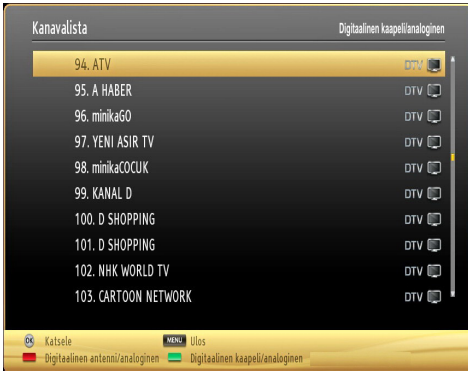 Kanavalista Digitaalinen kaapeli/analoginen
94. ATV DTV
95. A HABER DTV
96. minikaGO DTV
97. YENI ASIR TV DTV
98. minikaCOCUK DTV
99. KANAL D DTV
100. D SHOPPING DTV
101. D SHOPPING DTV
102. NHK WORLD TV DTV
103. CARTOON NETWORK DTV
OK Katsele MENU Ulos
Digitaalinen antenni/analoginen Digitaalinen kaapeli/analoginen